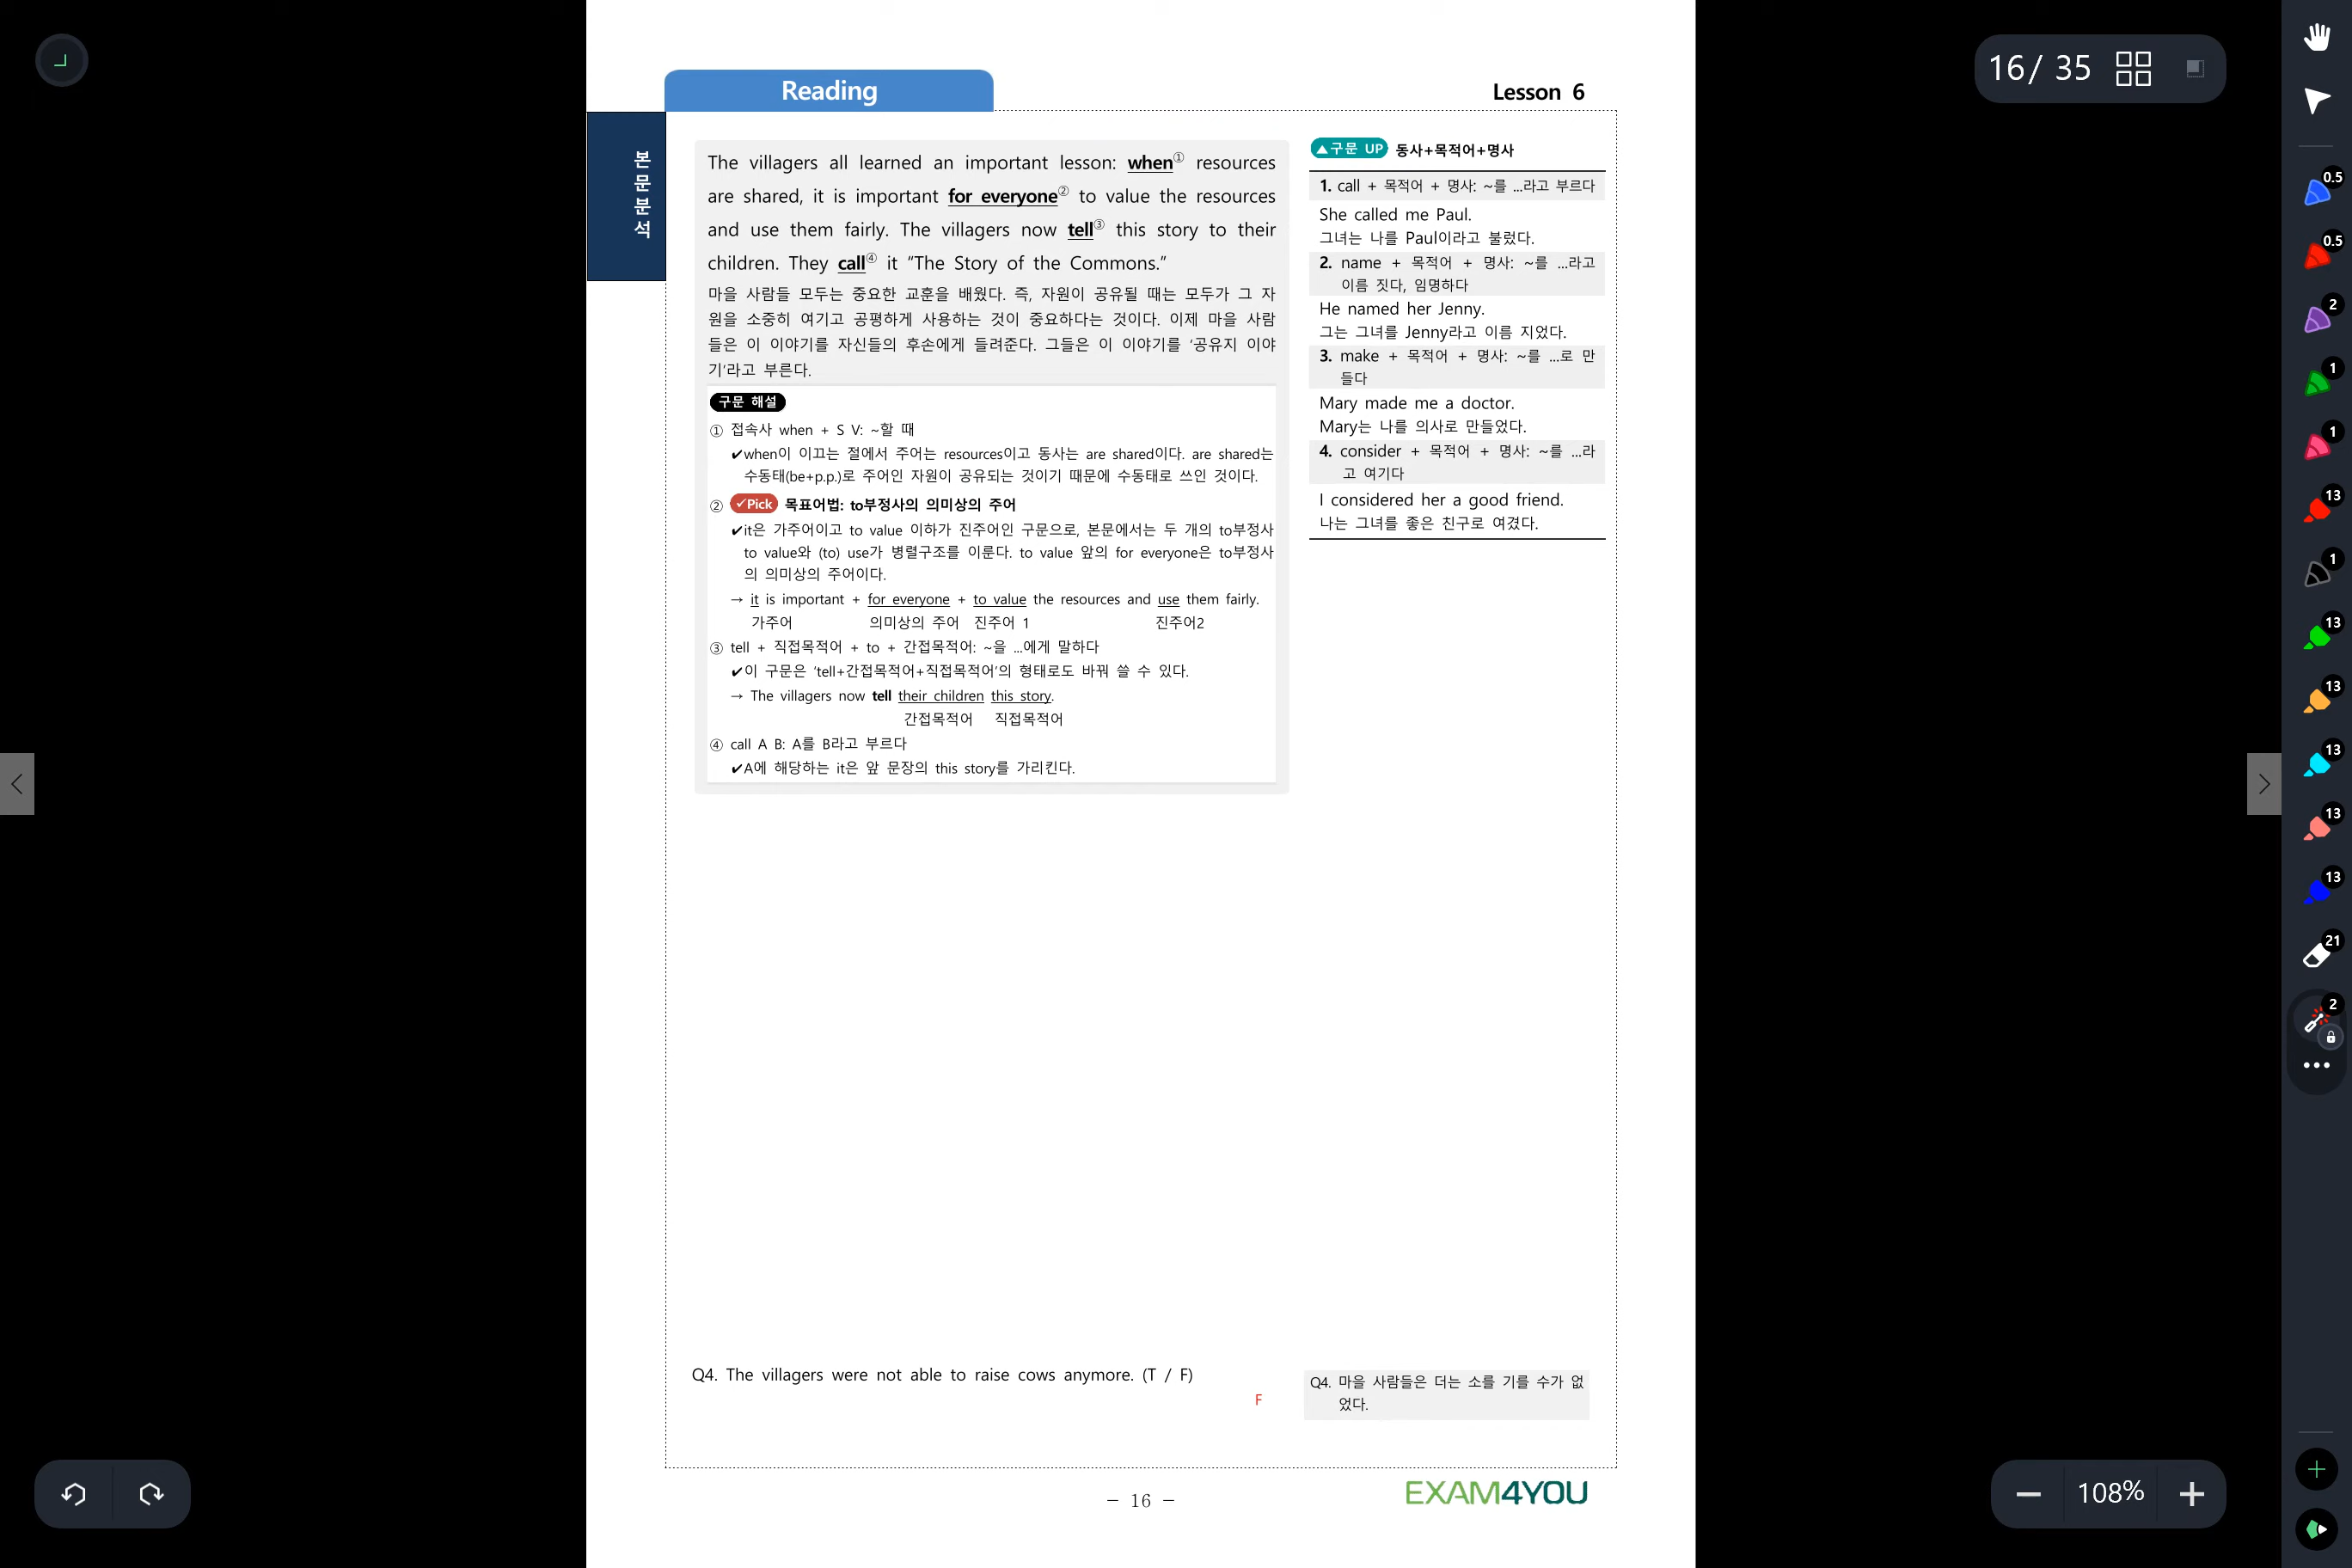 16/ 35
Reading
Lesson 6
본
문
분
석
The villagers all learned an important lesson: when① resources
are shared, it is important for everyone② to value the resources
and use them fairly. The villagers now tell③ this story to their
children. They call④ it “The Story of the Commons.”
마을 사람들 모두는 중요한 교훈을 배웠다. 즉, 자원이 공유될 때는 모두가 그 자
원을 소중히 여기고 공평하게 사용하는 것이 중요하다는 것이다. 이제 마을 사람
들은 이 이야기를 자신들의 후손에게 들려준다. 그들은 이 이야기를 ‘공유지 이야
기’라고 부른다.
구문 해설
① 접속사 when + S V: ~할 때
✔when이 이끄는 절에서 주어는 resources이고 동사는 are shared이다. are shared는
수동태(be+p.p.)로 주어인 자원이 공유되는 것이기 때문에 수동태로 쓰인 것이다.
② ✓Pick 목표어법: to부정사의 의미상의 주어
✔it은 가주어이고 to value 이하가 진주어인 구문으로, 본문에서는 두 개의 to부정사
to value와 (to) use가 병렬구조를 이룬다. to value 앞의 for everyone은 to부정사
의 의미상의 주어이다.
→ it is important + for everyone + to value the resources and use them fairly.
가주어 의미상의 주어 진주어 1 진주어2
③ tell + 직접목적어 + to + 간접목적어: ~을 …에게 말하다
✔이 구문은 ‘tell+간접목적어+직접목적어’의 형태로도 바꿔 쓸 수 있다.
→ The villagers now tell their children this story.
간접목적어 직접목적어
④ call A B: A를 B라고 부르다
✔A에 해당하는 it은 앞 문장의 this story를 가리킨다.
▲구문 UP 동사+목적어+명사
1. call + 목적어 + 명사: ~를 …라고 부르다
She called me Paul.
그녀는 나를 Paul이라고 불렀다.
2. name + 목적어 + 명사: ~를 …라고
이름 짓다, 임명하다
He named her Jenny.
그는 그녀를 Jenny라고 이름 지었다.
3. make + 목적어 + 명사: ~를 …로 만
들다
Mary made me a doctor.
Mary는 나를 의사로 만들었다.
4. consider + 목적어 + 명사: ~를 …라
고 여기다
I considered her a good friend.
나는 그녀를 좋은 친구로 여겼다.
Q4. The villagers were not able to raise cows anymore. (T / F)
F
Q4. 마을 사람들은 더는 소를 기를 수가 없
었다.
- 16 -
EXAM4YOU
108%
0.5
0.5
2
1
1
13
1
13
13
13
13
13
21
2